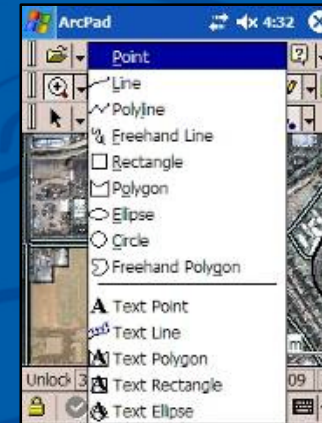 ArcPad 4:32
Point
Line
Polyline
Freehand Line
Rectangle
Polygon
Ellipse
Circle
Freehand Polygon
Text Point
Text Line
Text Polygon
Text Rectangle
Text Ellipse
Unlock 3
m
09